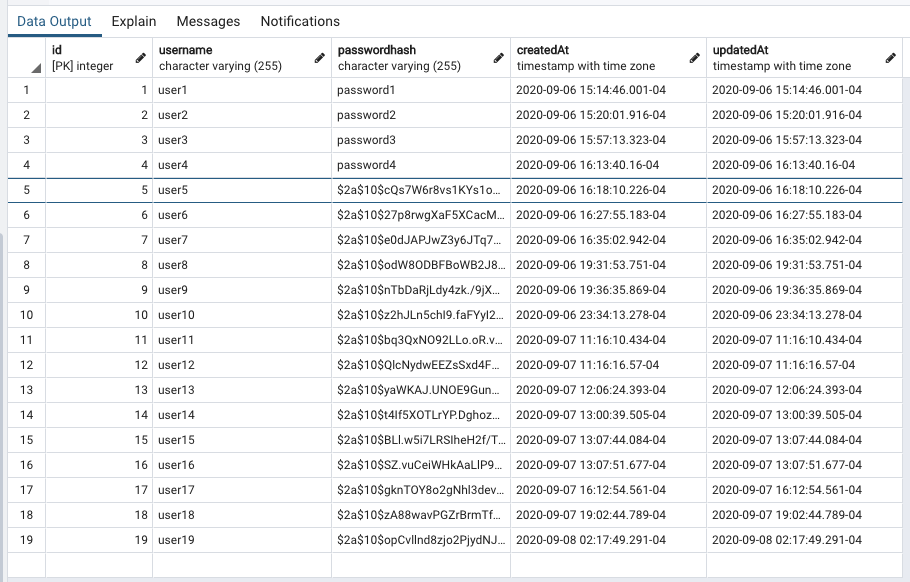 Data Output Explain Messages Notifications
id username passwordhash createdAt updatedAt
[PK] integer character varying (255) character varying (255) timestamp with time zone timestamp with time zone
1 1 user1 password1 2020-09-06 15:14:46.001-04 2020-09-06 15:14:46.001-04
2 2 user2 password2 2020-09-06 15:20:01.916-04 2020-09-06 15:20:01.916-04
3 3 user3 password3 2020-09-06 15:57:13.323-04 2020-09-06 15:57:13.323-04
4 4 user4 password4 2020-09-06 16:13:40.16-04 2020-09-06 16:13:40.16-04
5 5 user5 $2a$10$cQs7W6r8vs1KYs1o... 2020-09-06 16:18:10.226-04 2020-09-06 16:18:10.226-04
6 6 user6 $2a$10$27p8rwgXaF5XCacM... 2020-09-06 16:27:55.183-04 2020-09-06 16:27:55.183-04
7 7 user7 $2a$10$e0dJAPJwZ3y6JTq7... 2020-09-06 16:35:02.942-04 2020-09-06 16:35:02.942-04
8 8 user8 $2a$10$odW8ODBFBoWB2J8... 2020-09-06 19:31:53.751-04 2020-09-06 19:31:53.751-04
9 9 user9 $2a$10$nTbDaRjLdy4zk./9jX... 2020-09-06 19:36:35.869-04 2020-09-06 19:36:35.869-04
10 10 user10 $2a$10$z2hJLn5chI9.faFYyI2... 2020-09-06 23:34:13.278-04 2020-09-06 23:34:13.278-04
11 11 user11 $2a$10$bq3QxNO92LLo.oR.v... 2020-09-07 11:16:10.434-04 2020-09-07 11:16:10.434-04
12 12 user12 $2a$10$QlcNydwEEZsSxd4F... 2020-09-07 11:16:16.57-04 2020-09-07 11:16:16.57-04
13 13 user13 $2a$10$yaWKAJ.UNOE9Gun... 2020-09-07 12:06:24.393-04 2020-09-07 12:06:24.393-04
14 14 user14 $2a$10$t4If5XOTLrYP.Dghoz... 2020-09-07 13:00:39.505-04 2020-09-07 13:00:39.505-04
15 15 user15 $2a$10$BLl.w5i7LRSIheH2f/T... 2020-09-07 13:07:44.084-04 2020-09-07 13:07:44.084-04
16 16 user16 $2a$10$SZ.vuCeiWHkAaLlP9... 2020-09-07 13:07:51.677-04 2020-09-07 13:07:51.677-04
17 17 user17 $2a$10$gknTOY8o2gNhl3dev... 2020-09-07 16:12:54.561-04 2020-09-07 16:12:54.561-04
18 18 user18 $2a$10$zA88wavPGZrBrmTf... 2020-09-07 19:02:44.789-04 2020-09-07 19:02:44.789-04
19 19 user19 $2a$10$opCvllnd8zjo2PjydNJ... 2020-09-08 02:17:49.291-04 2020-09-08 02:17:49.291-04